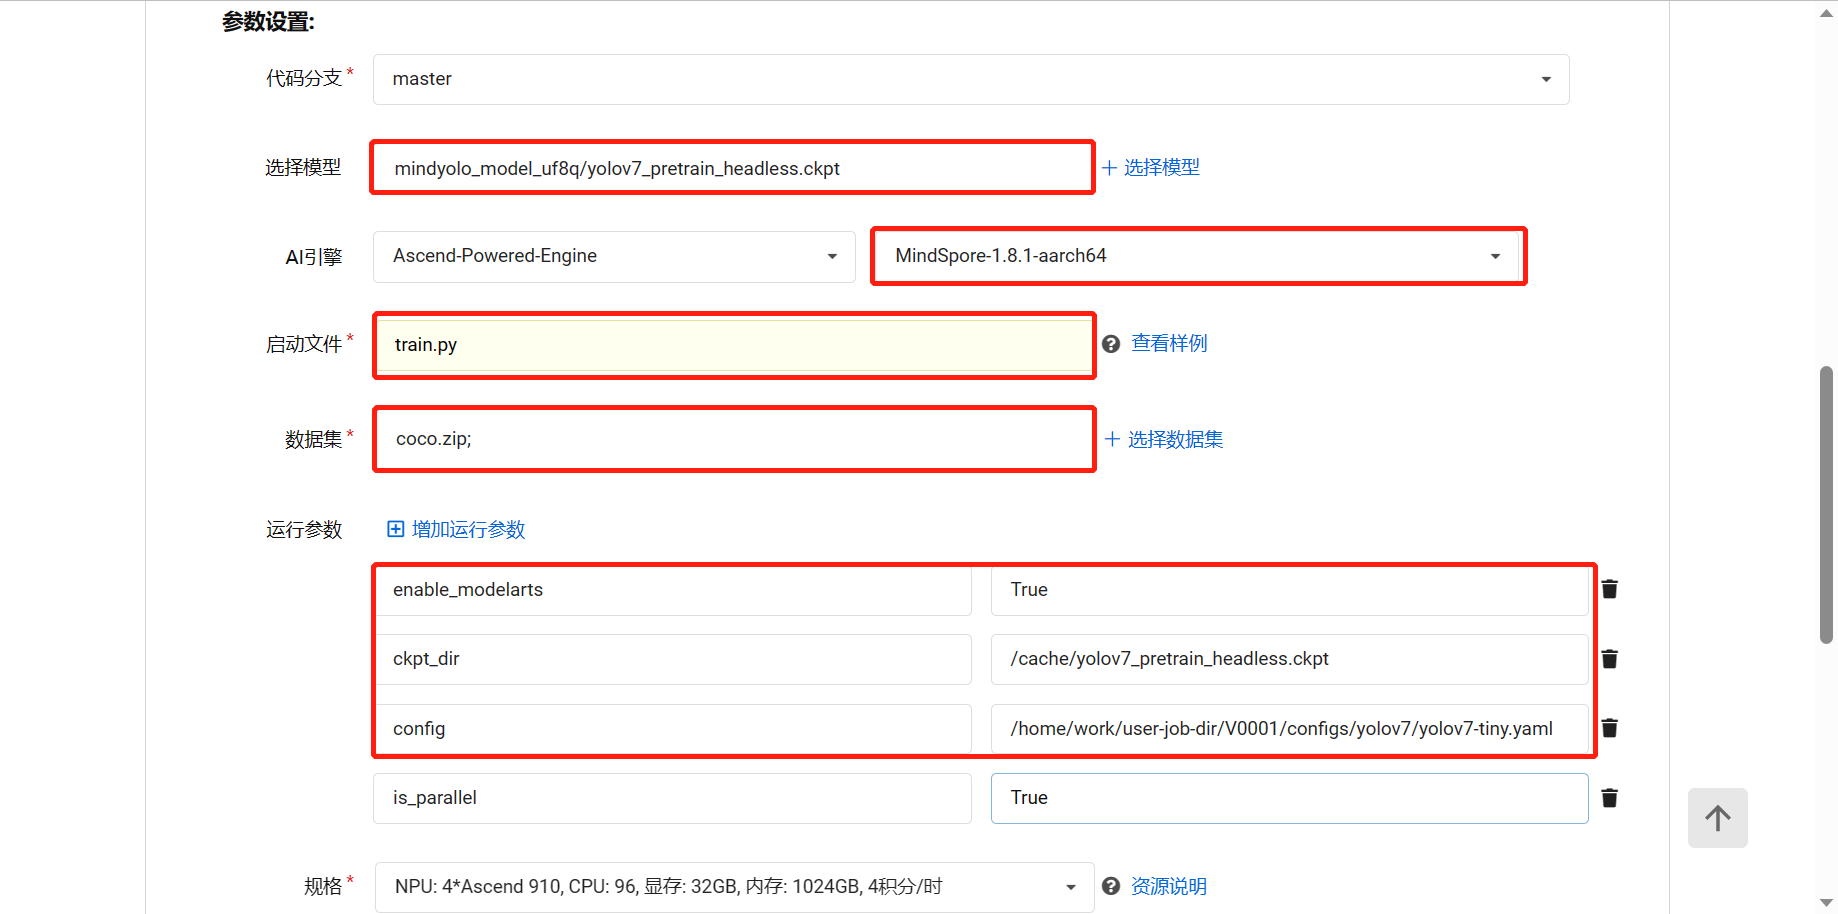 参数设置:
代码分支* master
选择模型 mindyolo_model_uf8q/yolov7_pretrain_headless.ckpt + 选择模型
AI引擎 Ascend-Powered-Engine MindSpore-1.8.1-aarch64
启动文件* train.py ? 查看样例
数据集* coco.zip; + 选择数据集
运行参数 增加运行参数
enable_modelarts True
ckpt_dir /cache/yolov7_pretrain_headless.ckpt
config /home/work/user-job-dir/V0001/configs/yolov7/yolov7-tiny.yaml
is_parallel True
规格* NPU: 4*Ascend 910, CPU: 96, 显存: 32GB, 内存: 1024GB, 4积分/时 ? 资源说明